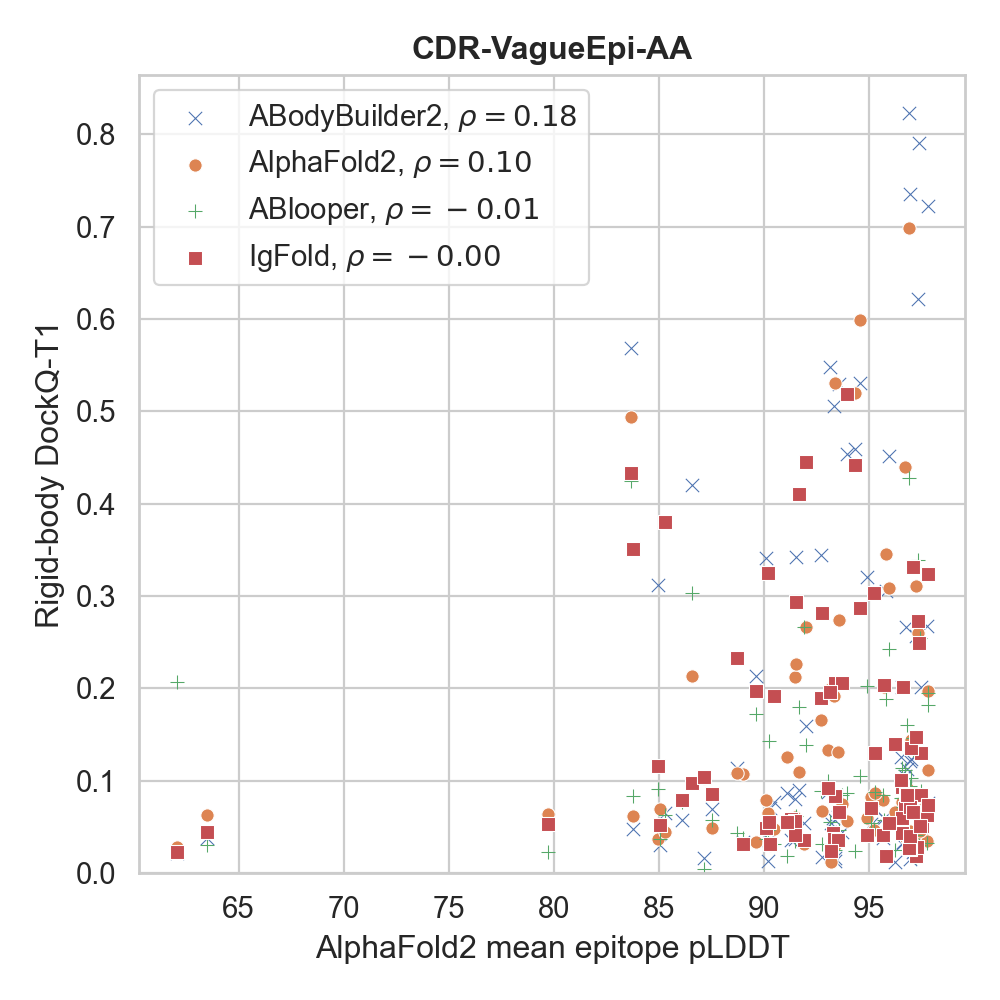 CDR-VagueEpi-AA
ABodyBuilder2, ρ = 0.18
AlphaFold2, ρ = 0.10
ABlooper, ρ = −0.01
IgFold, ρ = −0.00
Rigid-body DockQ-T1
0.8
0.7
0.6
0.5
0.4
0.3
0.2
0.1
0.0
65 70 75 80 85 90 95
AlphaFold2 mean epitope pLDDT